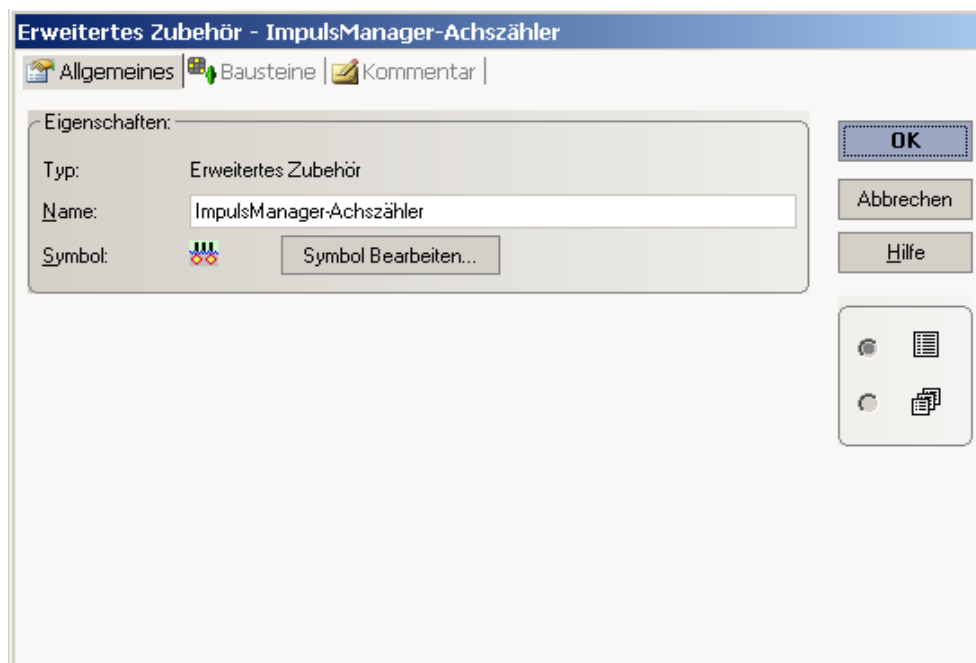 Erweitertes Zubehör - ImpulsManager-Achszähler
Allgemeines Bausteine Kommentar
Eigenschaften:
Typ: Erweitertes Zubehör
Name: ImpulsManager-Achszähler
Symbol: Symbol Bearbeiten...
OK
Abbrechen
Hilfe